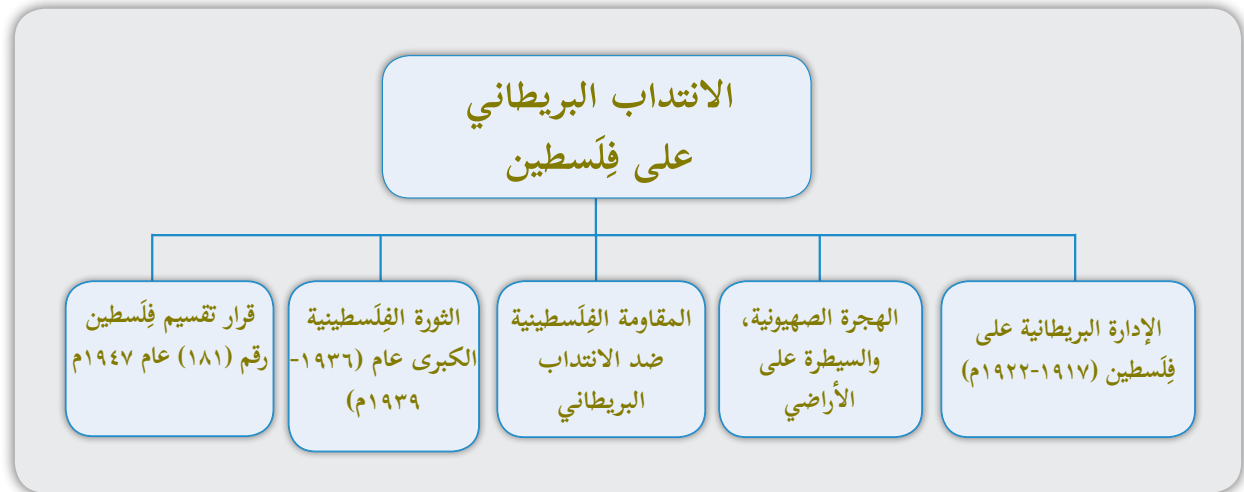 الانتداب البريطاني
على فِلَسطين
الإدارة البريطانية على
فِلَسطين (١٩١٧-١٩٢٢م)
الهجرة الصهيونية،
والسيطرة على
الأراضي
المقاومة الفِلَسطينية
ضد الانتداب
البريطاني
الثورة الفِلَسطينية
الكبرى عام (١٩٣٦-
١٩٣٩م)
قرار تقسيم فِلَسطين
رقم (١٨١) عام ١٩٤٧م